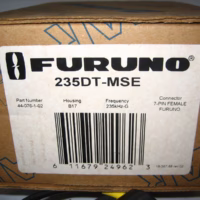 FURUNO
235DT-MSE
Part Number Housing Frequency Connector
44-070-1-02 B17 235kHz-G 7-PIN FEMALE
FURUNO
6 11679 24962 3